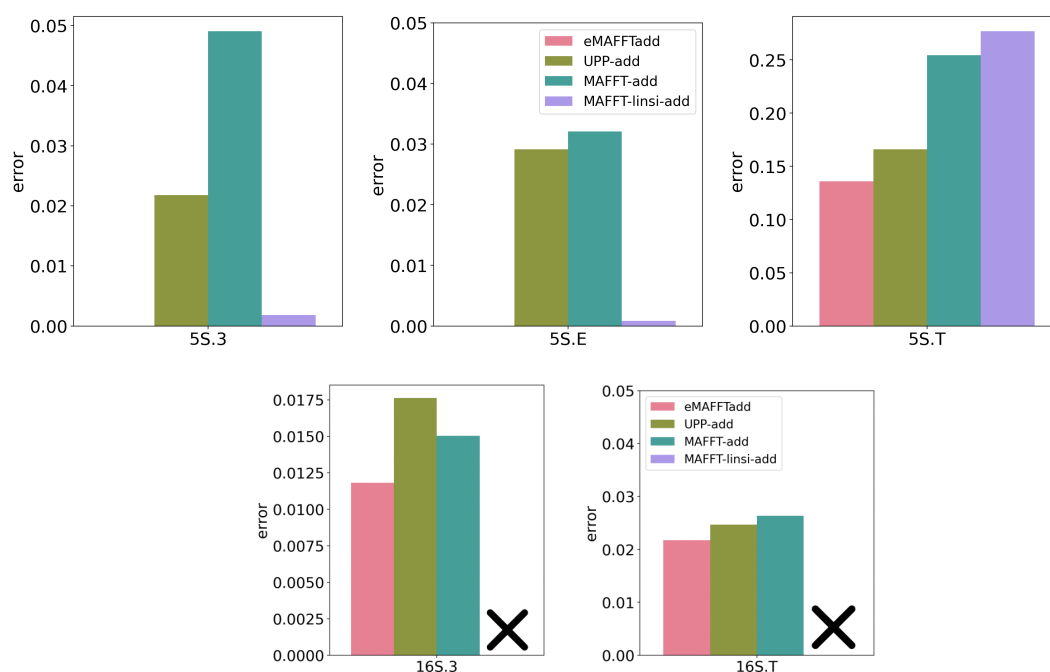 0.05
0.04
0.03
0.02
0.01
0.00
error
5S.3
0.05
0.04
0.03
0.02
0.01
0.00
error
eMAFFTadd
UPP-add
MAFFT-add
MAFFT-linsi-add
5S.E
0.25
0.20
0.15
0.10
0.05
0.00
error
5S.T
0.0175
0.0150
0.0125
0.0100
0.0075
0.0050
0.0025
0.0000
error
16S.3
0.05
0.04
0.03
0.02
0.01
0.00
error
eMAFFTadd
UPP-add
MAFFT-add
MAFFT-linsi-add
16S.T